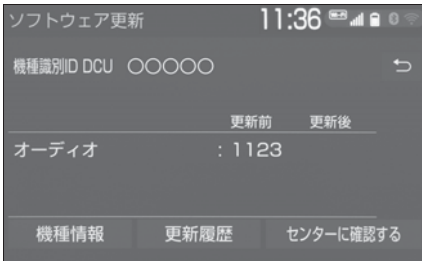 ソフトウェア更新 11:36
機種識別ID DCU ○○○○○
更新前 更新後
オーディオ : 1123
機種情報 更新履歴 センターに確認する